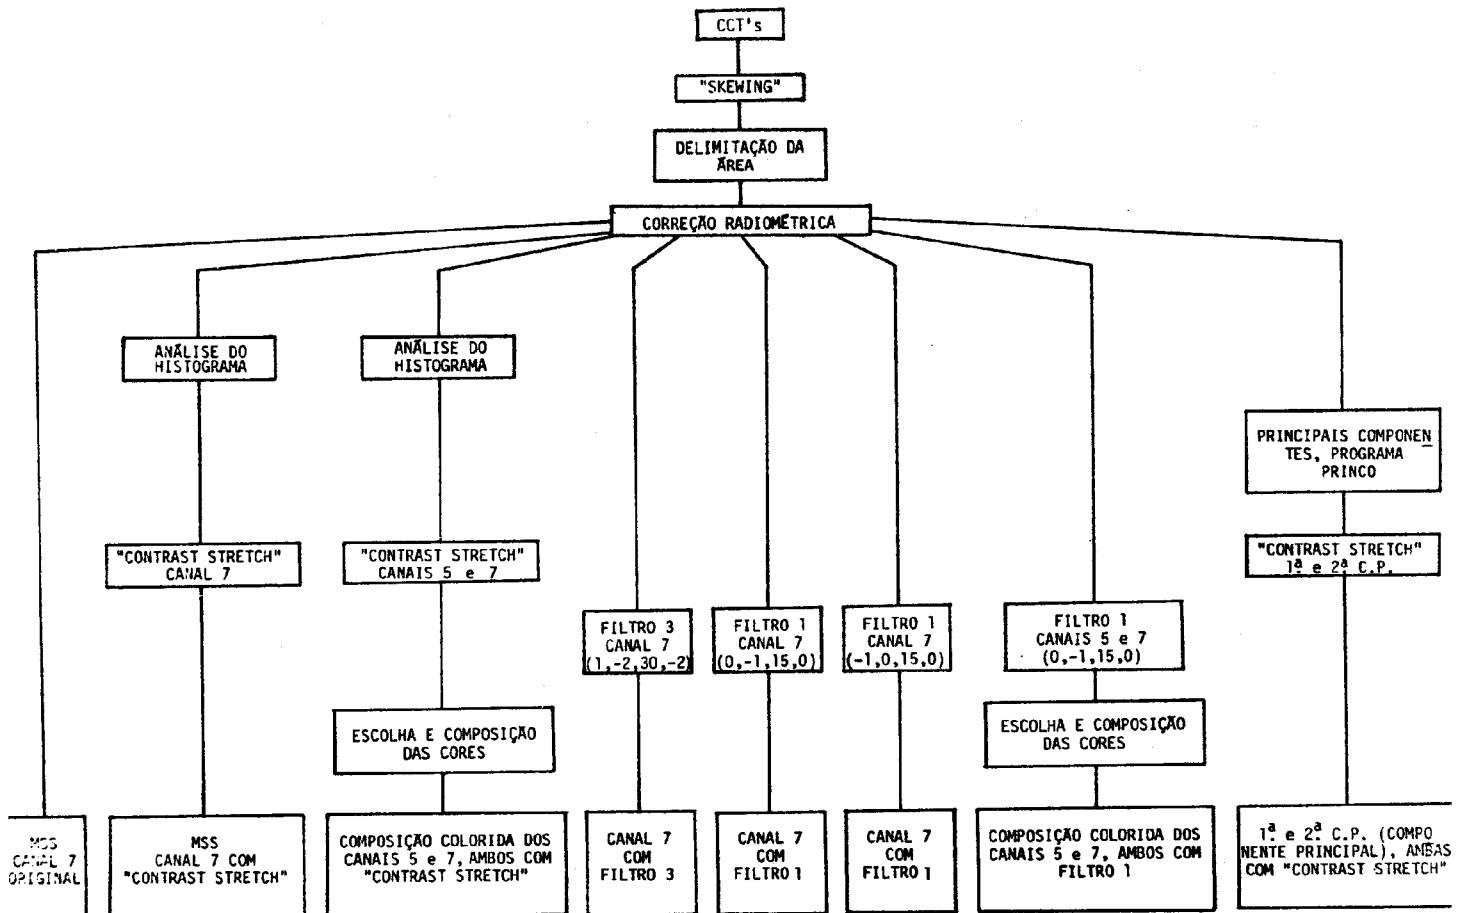 CCT's
"SKEWING"
DELIMITAÇÃO DA
ÁREA
CORREÇÃO RADIOMÉTRICA
ANÁLISE DO
HISTOGRAMA
ANÁLISE DO
HISTOGRAMA
PRINCIPAIS COMPONEN
TES, PROGRAMA
PRINCO
"CONTRAST STRETCH"
CANAL 7
"CONTRAST STRETCH"
CANAIS 5 e 7
"CONTRAST STRETCH"
1ª e 2ª C.P.
FILTRO 3
CANAL 7
(1,-2,30,-2)
FILTRO 1
CANAL 7
(0,-1,15,0)
FILTRO 1
CANAL 7
(-1,0,15,0)
FILTRO 1
CANAIS 5 e 7
(0,-1,15,0)
ESCOLHA E COMPOSIÇÃO
DAS CORES
ESCOLHA E COMPOSIÇÃO
DAS CORES
MSS
CANAL 7
ORIGINAL
MSS
CANAL 7 COM
"CONTRAST STRETCH"
COMPOSIÇÃO COLORIDA DOS
CANAIS 5 e 7, AMBOS COM
"CONTRAST STRETCH"
CANAL 7
COM
FILTRO 3
CANAL 7
COM
FILTRO 1
CANAL 7
COM
FILTRO 1
COMPOSIÇÃO COLORIDA DOS
CANAIS 5 e 7, AMBOS COM
FILTRO 1
1ª e 2ª C.P. (COMPO
NENTE PRINCIPAL), AMBAS
COM "CONTRAST STRETCH"